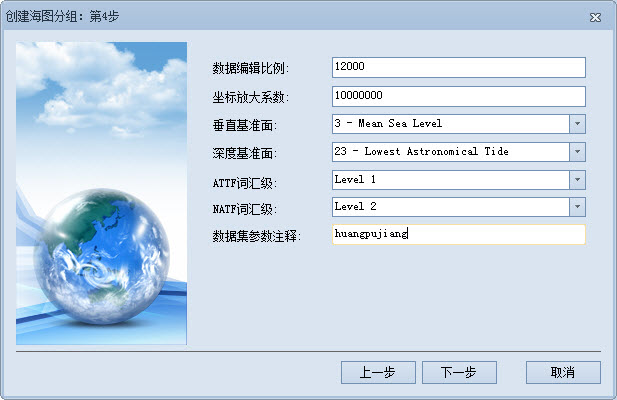 创建海图分组：第4步
数据编辑比例: 12000
坐标放大系数: 10000000
垂直基准面: 3 - Mean Sea Level
深度基准面: 23 - Lowest Astronomical Tide
ATTF词汇级: Level 1
NATF词汇级: Level 2
数据集参数注释: huangpujiang
上一步 下一步 取消